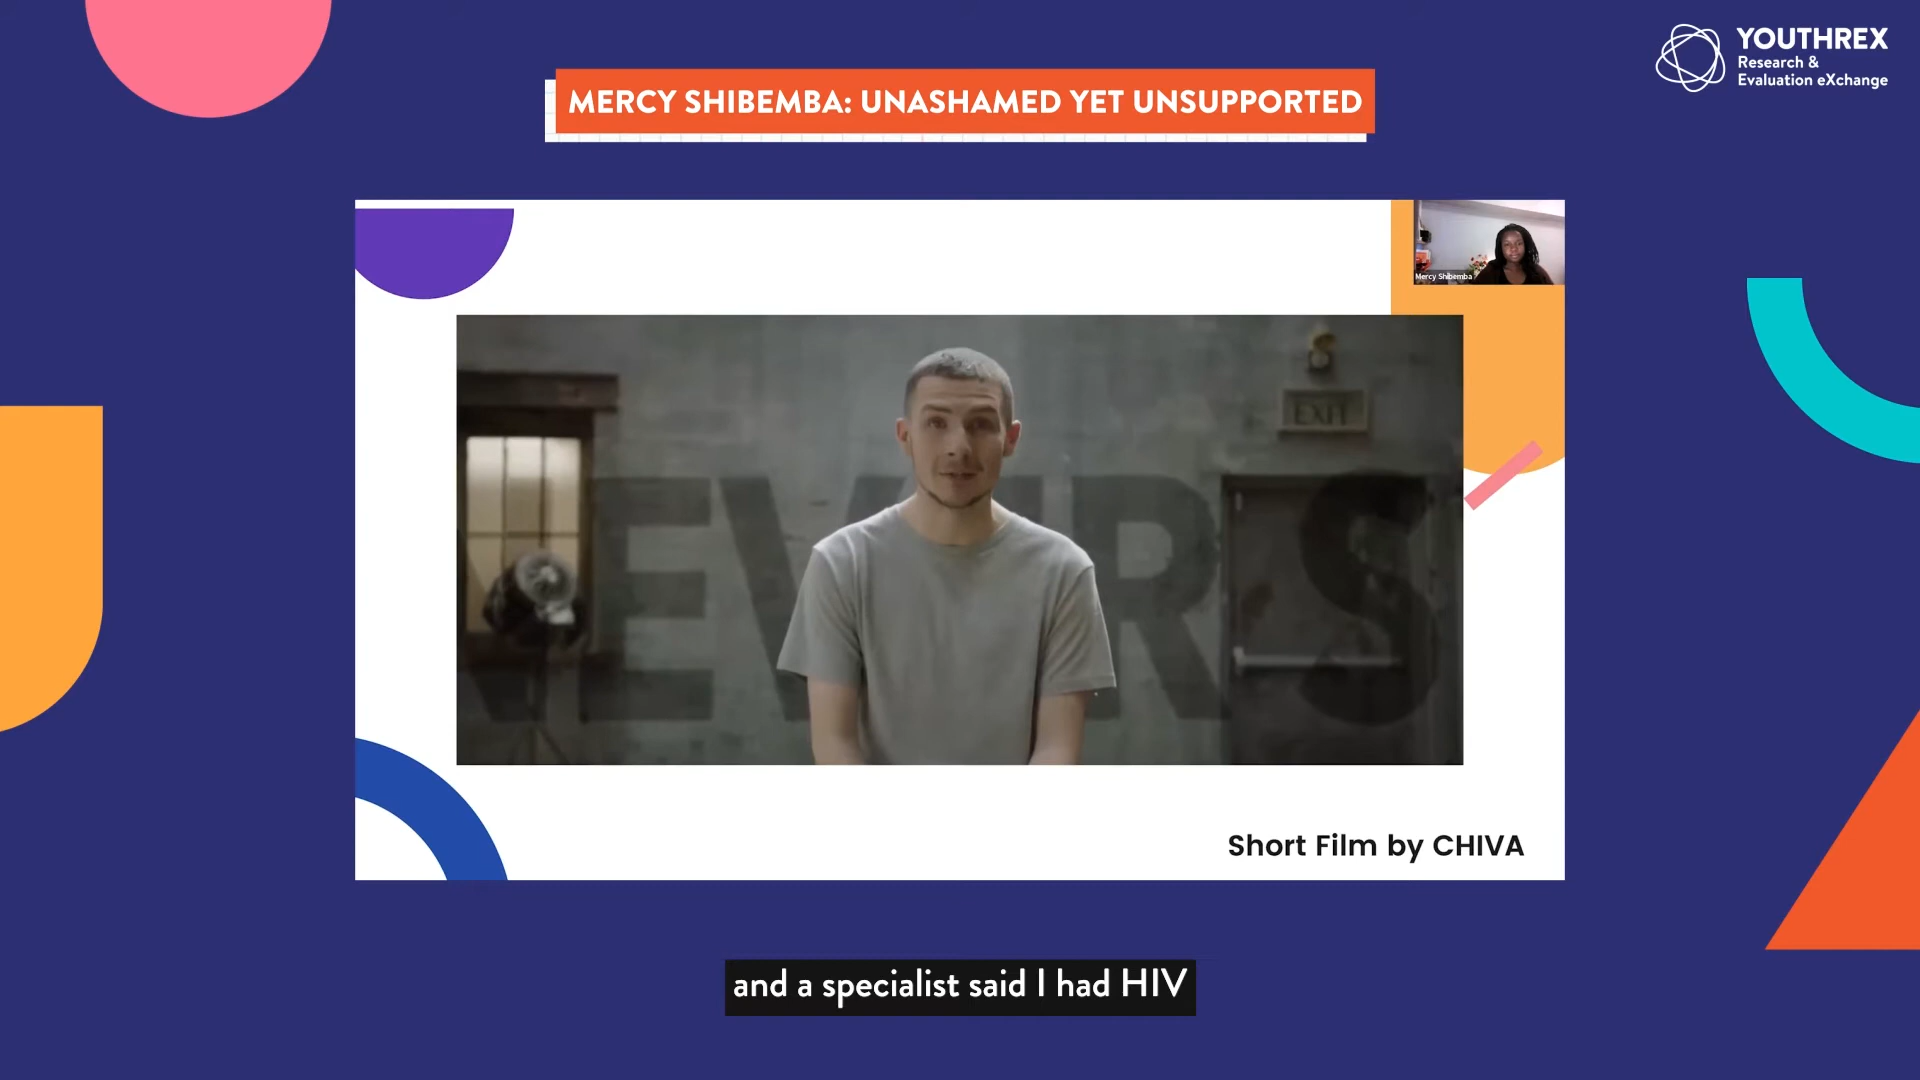 YOUTHREX
Research &
Evaluation eXchange
MERCY SHIBEMBA: UNASHAMED YET UNSUPPORTED
Mercy Shibemba
EXIT
Short Film by CHIVA
and a specialist said I had HIV